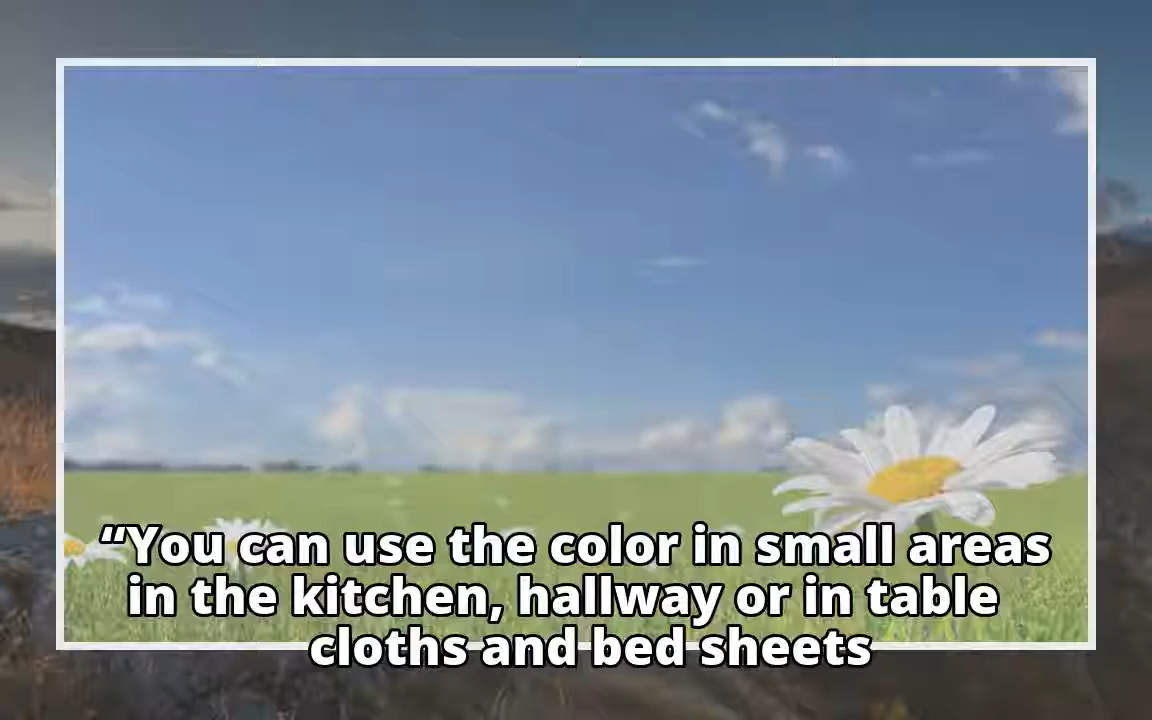 “You can use the color in small areas
in the kitchen, hallway or in table
cloths and bed sheets